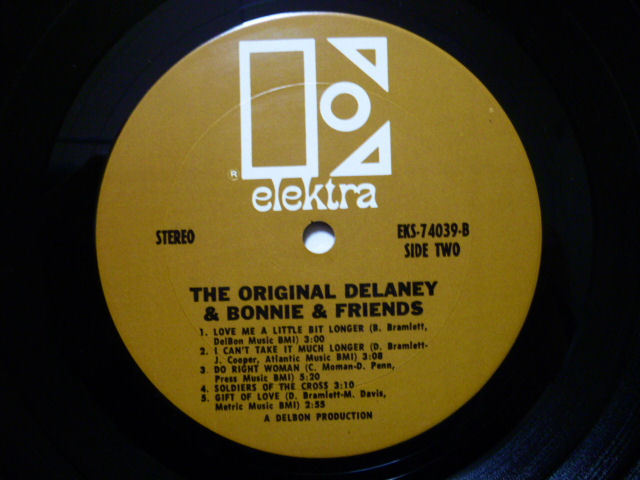 ®
elektra
STEREO
EKS-74039-B
SIDE TWO
THE ORIGINAL DELANEY
& BONNIE & FRIENDS
1. LOVE ME A LITTLE BIT LONGER (B. Bramlett,
DelBon Music BMI) 3:00
2. I CAN'T TAKE IT MUCH LONGER (D. Bramlett-
J. Cooper, Atlantic Music BMI) 3:08
3. DO RIGHT WOMAN (C. Moman-D. Penn,
Press Music BMI) 5:20
4. SOLDIERS OF THE CROSS 3:10
5. GIFT OF LOVE (D. Bramlett-M. Davis,
Metric Music BMI) 2:55
A DELBON PRODUCTION